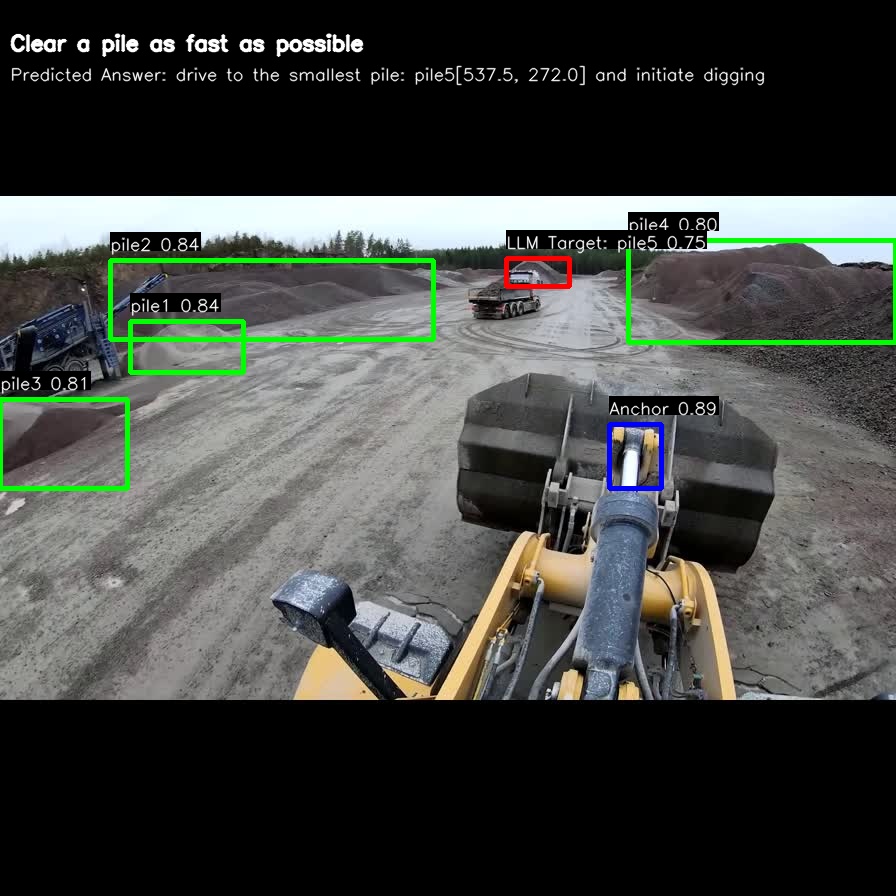 Clear a pile as fast as possible
Predicted Answer: drive to the smallest pile: pile5[537.5, 272.0] and initiate digging
pile4 0.80
pile2 0.84
LLM Target: pile5 0.75
pile1 0.84
pile3 0.81
Anchor 0.89